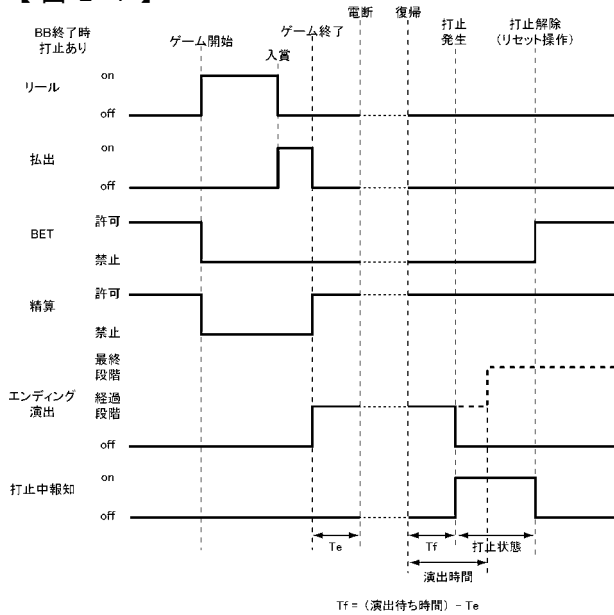 電断 復帰
BB終了時 ゲーム開始 ゲーム終了 打止 打止解除
打止あり 入賞 発生 (リセット操作)
リール on
off
払出 on
off
BET 許可
禁止
精算 許可
禁止
最終
段階
エンディング 経過
演出 段階
off
打止中報知 on
off
Te Tf 打止状態
演出時間
Tf = (演出待ち時間) - Te